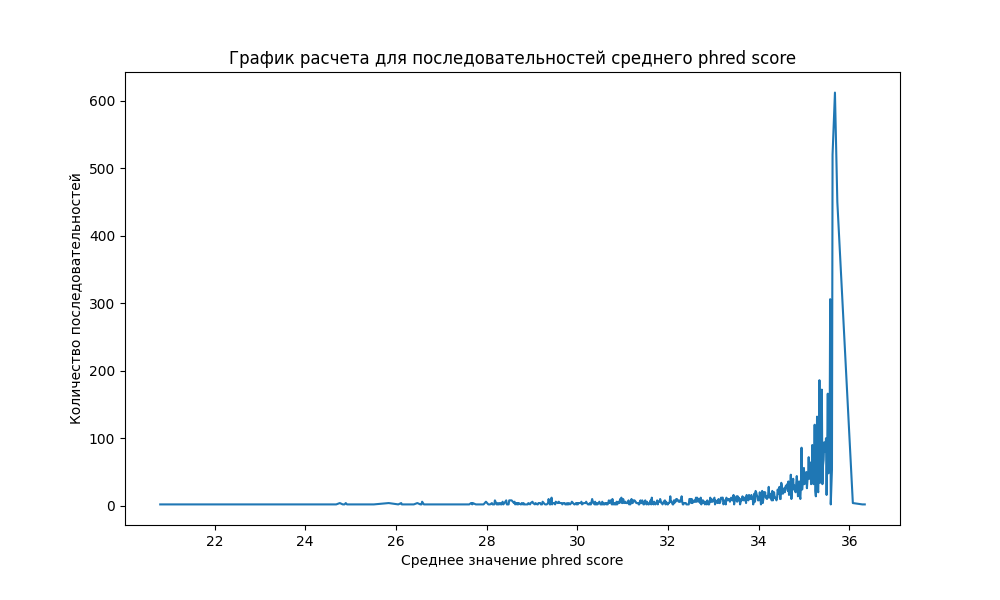 График расчета для последовательностей среднего phred score
Количество последовательностей
600
500
400
300
200
100
0
22 24 26 28 30 32 34 36
Среднее значение phred score